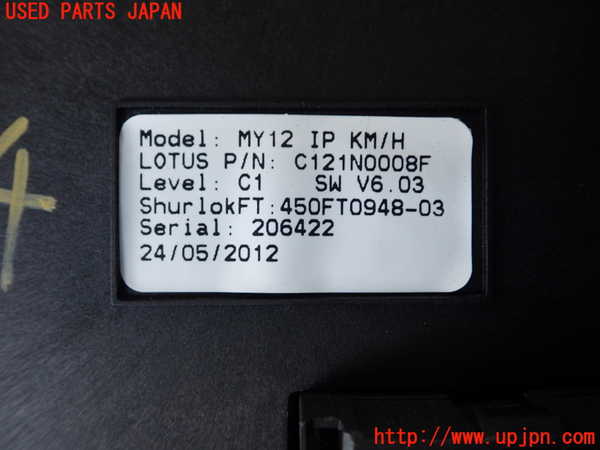 USED PARTS JAPAN
4
Model: MY12 IP KM/H
LOTUS P/N: C121N0008F
Level: C1 SW V6.03
ShurlokFT:450FT0948-03
Serial: 206422
24/05/2012
http://www.upjpn.com